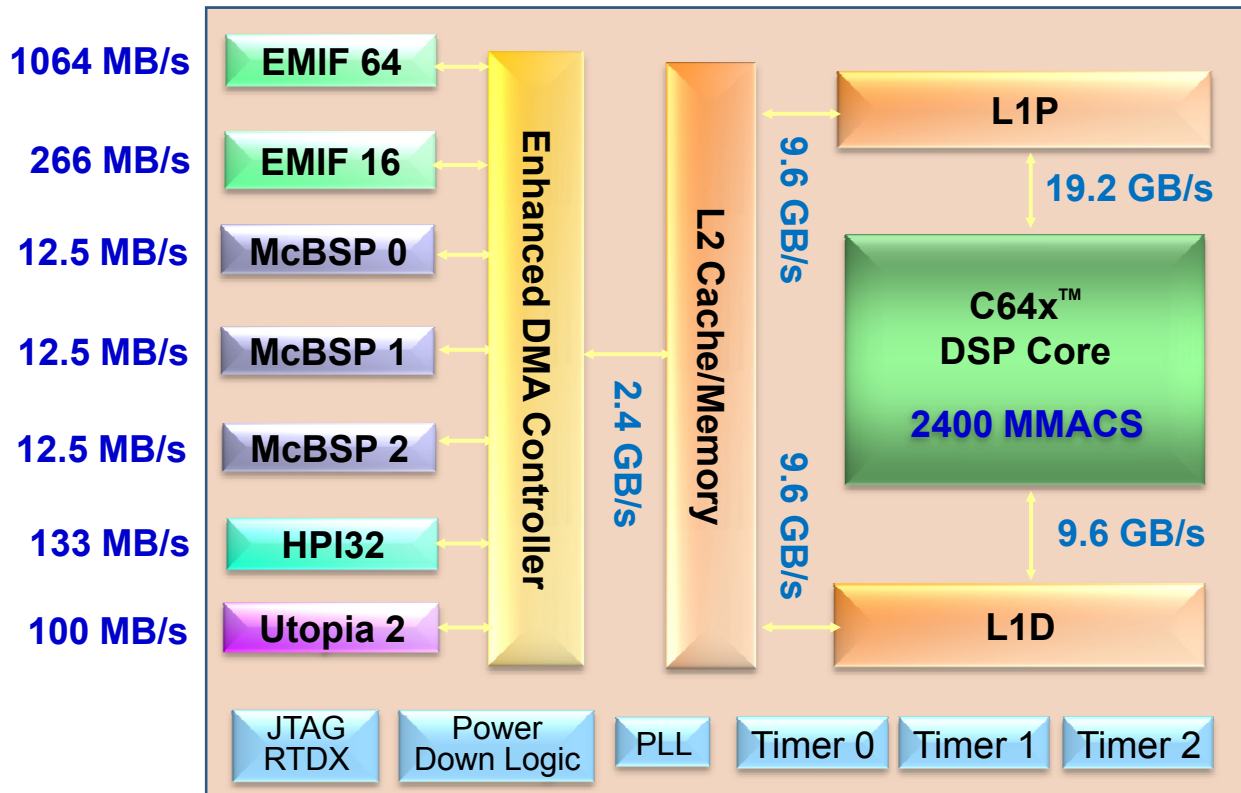 1064 MB/s
EMIF 64
266 MB/s
EMIF 16
12.5 MB/s
McBSP 0
12.5 MB/s
McBSP 1
12.5 MB/s
McBSP 2
133 MB/s
HPI32
100 MB/s
Utopia 2
Enhanced DMA Controller
2.4 GB/s
L2 Cache/Memory
9.6 GB/s
9.6 GB/s
L1P
19.2 GB/s
C64x™
DSP Core
2400 MMACS
9.6 GB/s
L1D
JTAG
RTDX
Power
Down Logic
PLL
Timer 0
Timer 1
Timer 2